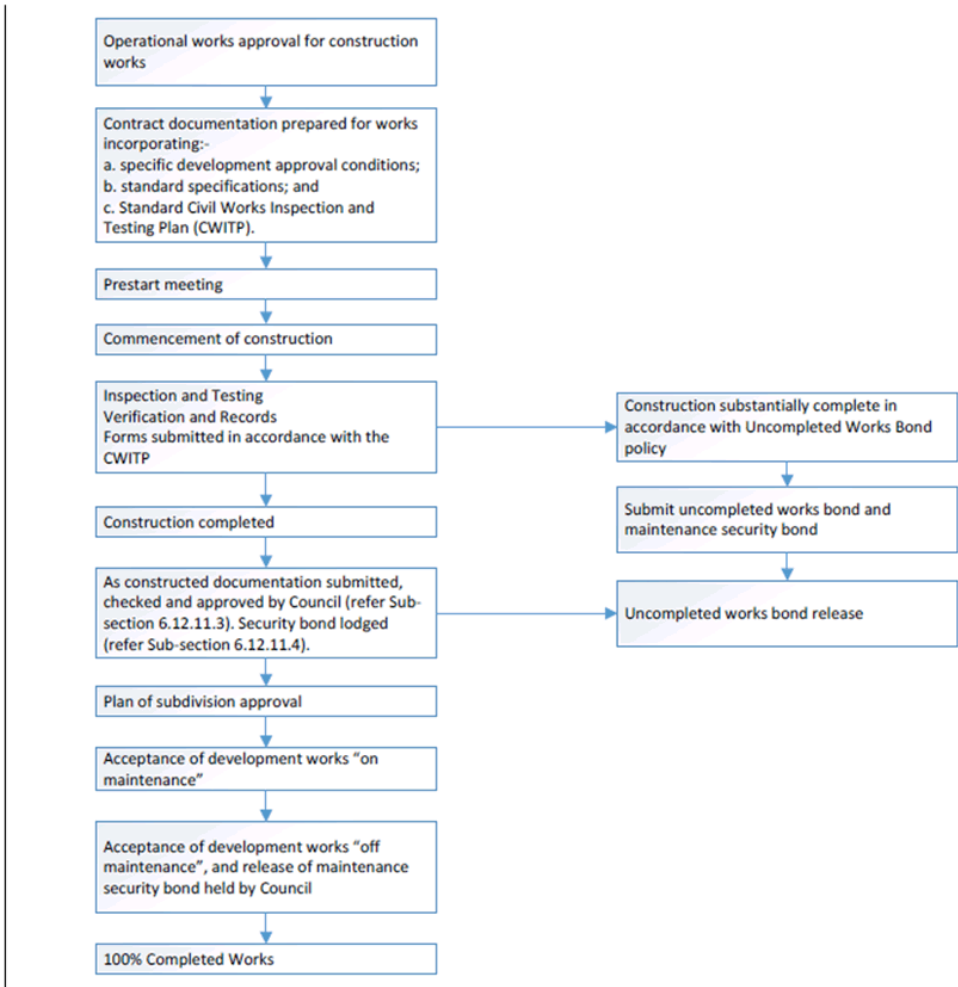 Operational works approval for construction
works
Contract documentation prepared for works
incorporating:-
a. specific development approval conditions;
b. standard specifications; and
c. Standard Civil Works Inspection and
Testing Plan (CWITP).
Prestart meeting
Commencement of construction
Inspection and Testing
Verification and Records
Forms submitted in accordance with the
CWITP
Construction substantially complete in
accordance with Uncompleted Works Bond
policy
Submit uncompleted works bond and
maintenance security bond
Construction completed
As constructed documentation submitted,
checked and approved by Council (refer Sub-
section 6.12.11.3). Security bond lodged
(refer Sub-section 6.12.11.4).
Uncompleted works bond release
Plan of subdivision approval
Acceptance of development works “on
maintenance”
Acceptance of development works “off
maintenance”, and release of maintenance
security bond held by Council
100% Completed Works